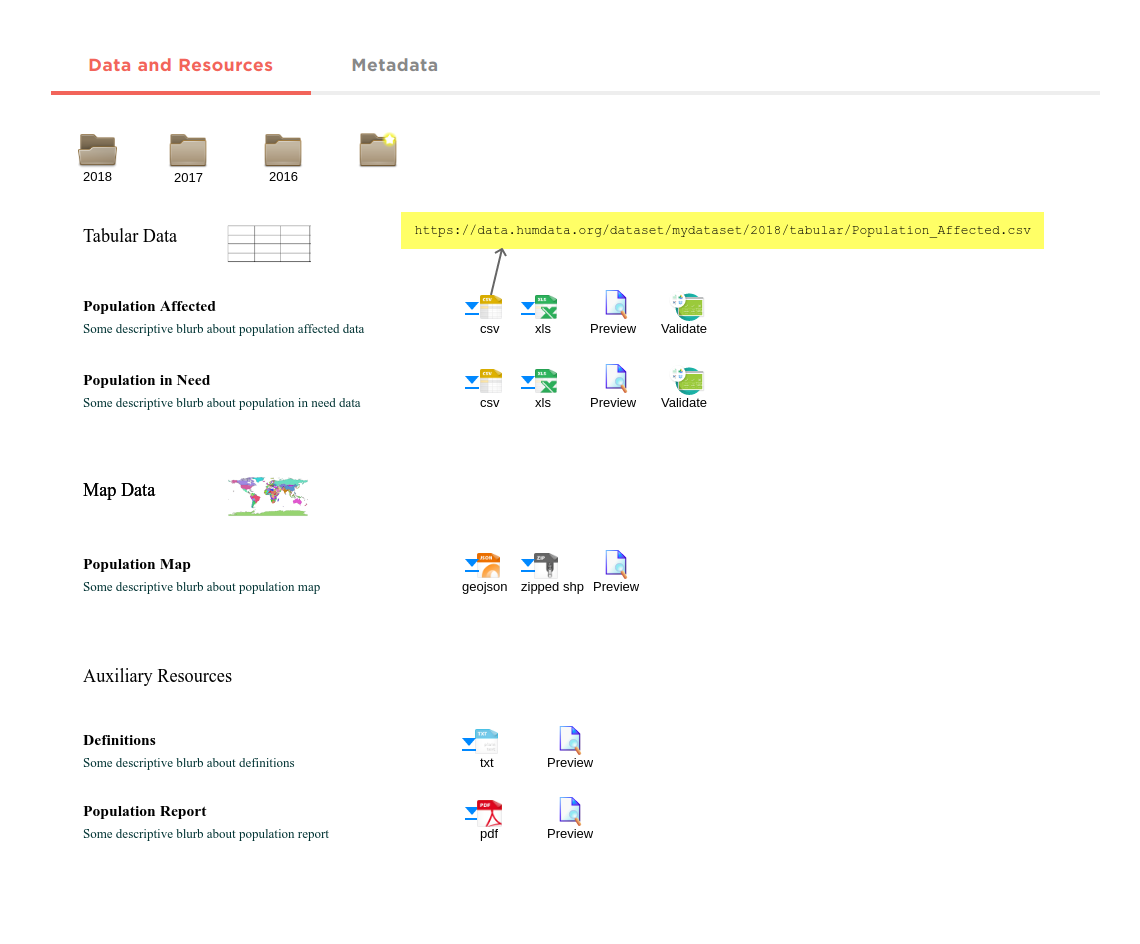 Data and Resources Metadata
2018 2017 2016
https://data.humdata.org/dataset/mydataset/2018/tabular/Population_Affected.csv
Tabular Data
CSV XLS
Population Affected
csv xls Preview Validate
Some descriptive blurb about population affected data
CSV XLS
Population in Need
csv xls Preview Validate
Some descriptive blurb about population in need data
Map Data
JSON ZIP
Population Map
geojson zipped shp Preview
Some descriptive blurb about population map
Auxiliary Resources
TXT
Definitions
txt Preview
Some descriptive blurb about definitions
PDF
Population Report
pdf Preview
Some descriptive blurb about population report